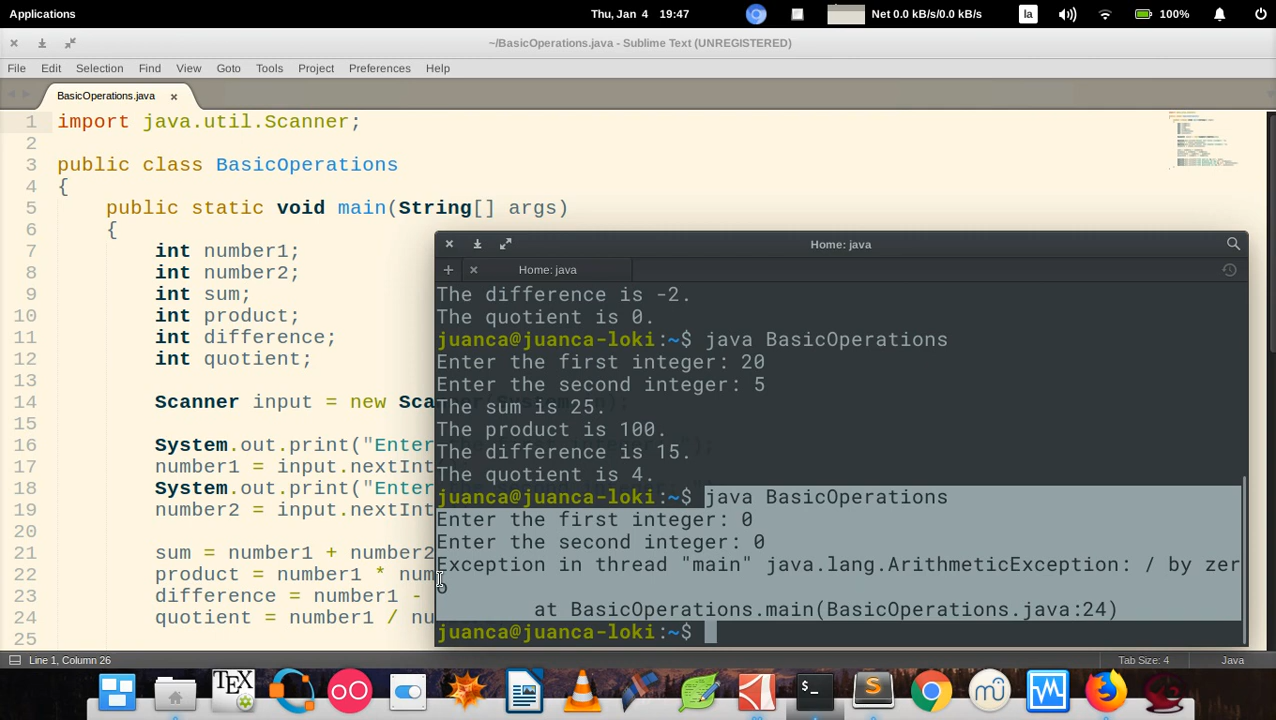 Applications
Thu, Jan 4 19:47
Net 0.0 kB/s/0.0 kB/s
la
100%
~/BasicOperations.java - Sublime Text (UNREGISTERED)
File Edit Selection Find View Goto Tools Project Preferences Help
BasicOperations.java
1 import java.util.Scanner;
2
3 public class BasicOperations
4 {
5 public static void main(String[] args)
6 {
7 int number1;
8 int number2;
9 int sum;
10 int product;
11 int difference;
12 int quotient;
13
14 Scanner input = new Sca
15
16 System.out.print("Enter
17 number1 = input.nextInt
18 System.out.print("Enter
19 number2 = input.nextInt
20
21 sum = number1 + number2
22 product = number1 * num
23 difference = number1 -
24 quotient = number1 / nu
25
Home: java
Home: java
The difference is -2.
The quotient is 0.
juanca@juanca-loki:~$ java BasicOperations
Enter the first integer: 20
Enter the second integer: 5
The sum is 25.
The product is 100.
The difference is 15.
The quotient is 4.
juanca@juanca-loki:~$ java BasicOperations
Enter the first integer: 0
Enter the second integer: 0
Exception in thread "main" java.lang.ArithmeticException: / by zer
o
at BasicOperations.main(BasicOperations.java:24)
juanca@juanca-loki:~$
Line 1, Column 26
Tab Size: 4
Java
TEX